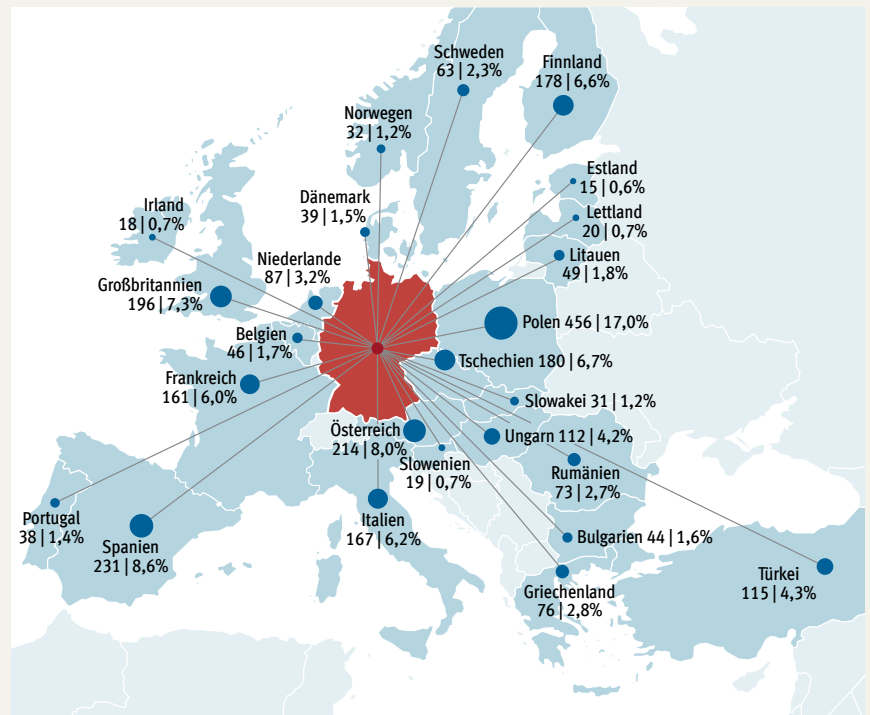 Schweden
63 | 2,3%
Finnland
178 | 6,6%
Norwegen
32 | 1,2%
Estland
15 | 0,6%
Irland
18 | 0,7%
Dänemark
39 | 1,5%
Lettland
20 | 0,7%
Litauen
49 | 1,8%
Niederlande
87 | 3,2%
Großbritannien
196 | 7,3%
Polen 456 | 17,0%
Belgien
46 | 1,7%
Tschechien 180 | 6,7%
Frankreich
161 | 6,0%
Slowakei 31 | 1,2%
Österreich
214 | 8,0%
Ungarn 112 | 4,2%
Slowenien
19 | 0,7%
Rumänien
73 | 2,7%
Portugal
38 | 1,4%
Spanien
231 | 8,6%
Italien
167 | 6,2%
Bulgarien 44 | 1,6%
Griechenland
76 | 2,8%
Türkei
115 | 4,3%